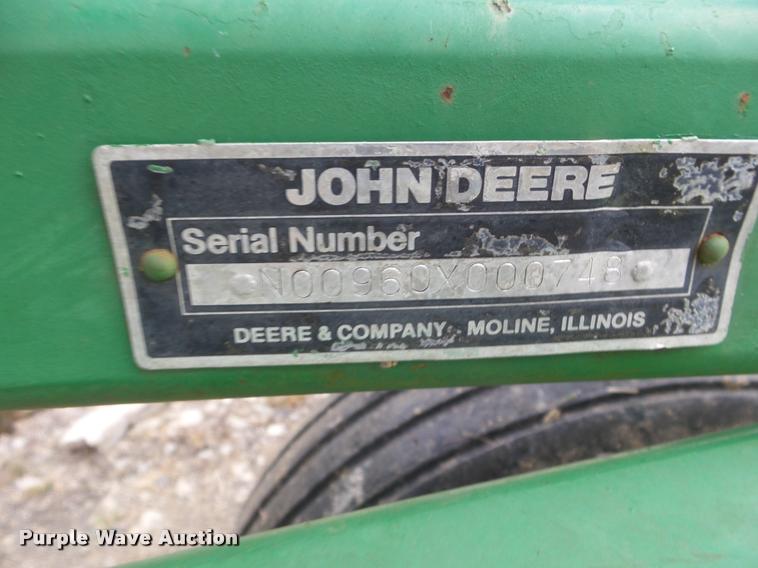 JOHN DEERE
Serial Number
N00960X000748
DEERE & COMPANY MOLINE, ILLINOIS
Purple Wave Auction